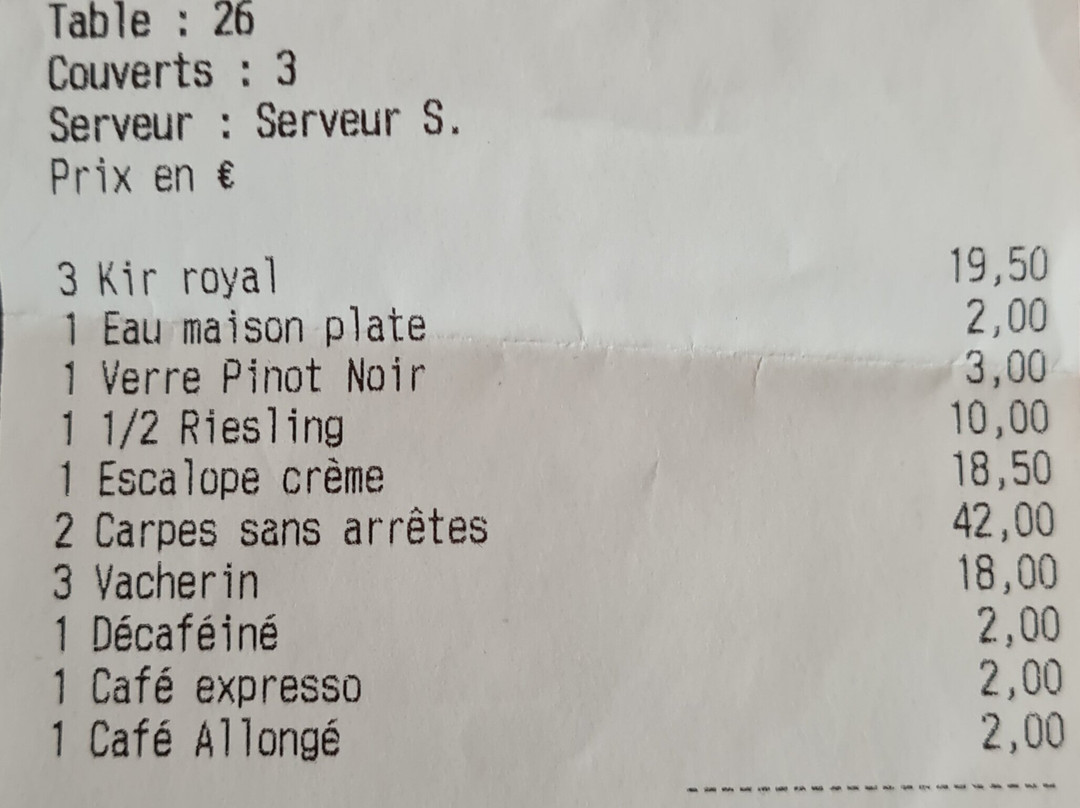 Table : 26
Couverts : 3
Serveur : Serveur S.
Prix en €
3 Kir royal 19,50
1 Eau maison plate 2,00
1 Verre Pinot Noir 3,00
1 1/2 Riesling 10,00
1 Escalope crème 18,50
2 Carpes sans arrêtes 42,00
3 Vacherin 18,00
1 Décaféiné 2,00
1 Café expresso 2,00
1 Café Allongé 2,00